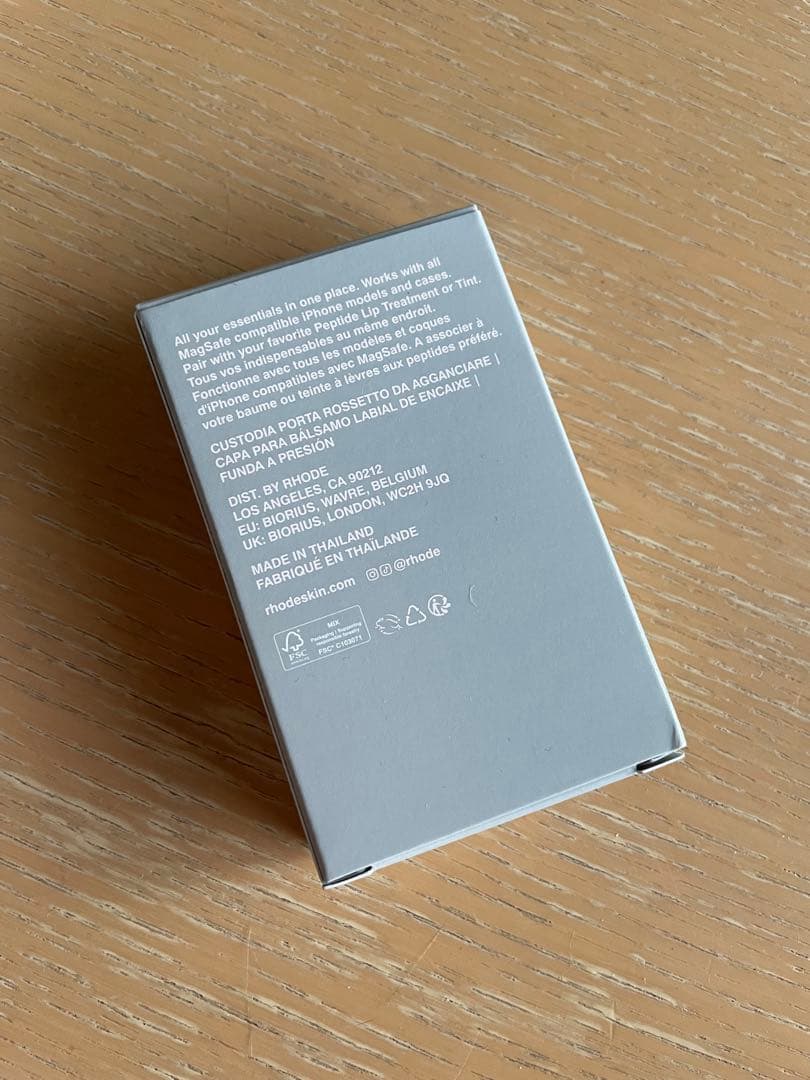 All your essentials in one place. Works with all
MagSafe compatible iPhone models and cases.
Pair with your favorite Peptide Lip Treatment or Tint.
Tous vos indispensables au même endroit.
Fonctionne avec tous les modèles et coques
d'iPhone compatibles avec MagSafe. A associer à
votre baume ou teinte à lèvres aux peptides préféré.
CUSTODIA PORTA ROSSETTO DA AGGANCIARE |
CAPA PARA BÁLSAMO LABIAL DE ENCAIXE |
FUNDA A PRESIÓN
DIST. BY RHODE
LOS ANGELES, CA 90212
EU: BIORIUS, WAVRE, BELGIUM
UK: BIORIUS, LONDON, WC2H 9JQ
MADE IN THAILAND
FABRIQUÉ EN THAÏLANDE
rhodeskin.com @rhode
MIX
Packaging | Supporting
responsible forestry
FSC® C103071
FSC